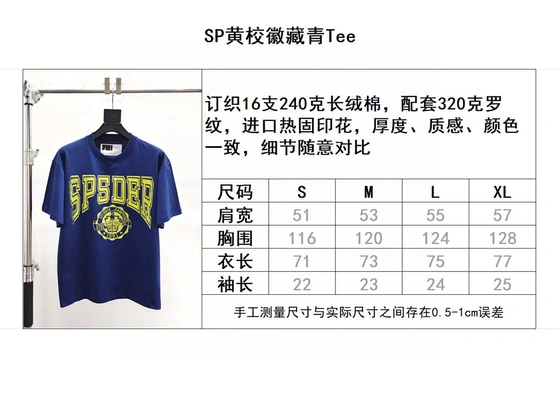 SP黄校徽藏青Tee
订织16支240克长绒棉，配套320克罗
纹，进口热固印花，厚度、质感、颜色
一致，细节随意对比
SP5DER
尺码 S M L XL
肩宽 51 53 55 57
胸围 116 120 124 128
衣长 71 73 75 77
袖长 22 23 24 25
手工测量尺寸与实际尺寸之间存在0.5-1cm误差